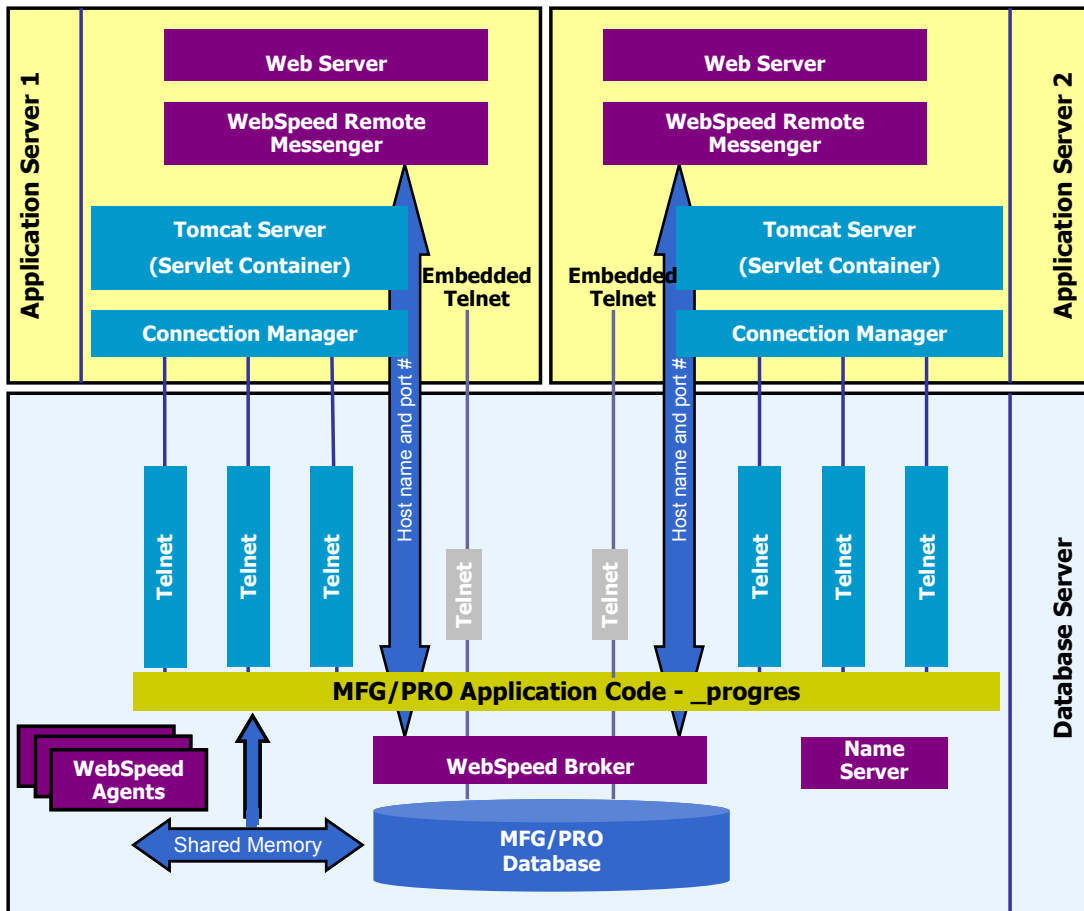 Application Server 1
Web Server
WebSpeed Remote
Messenger
Tomcat Server
(Servlet Container)
Connection Manager
Embedded
Telnet
Host name and port #
Application Server 2
Web Server
WebSpeed Remote
Messenger
Tomcat Server
(Servlet Container)
Connection Manager
Embedded
Telnet
Host name and port #
Database Server
Telnet
Telnet
Telnet
Telnet
Telnet
Telnet
Telnet
Telnet
MFG/PRO Application Code - _progres
WebSpeed
Agents
WebSpeed Broker
Name
Server
Shared Memory
MFG/PRO
Database